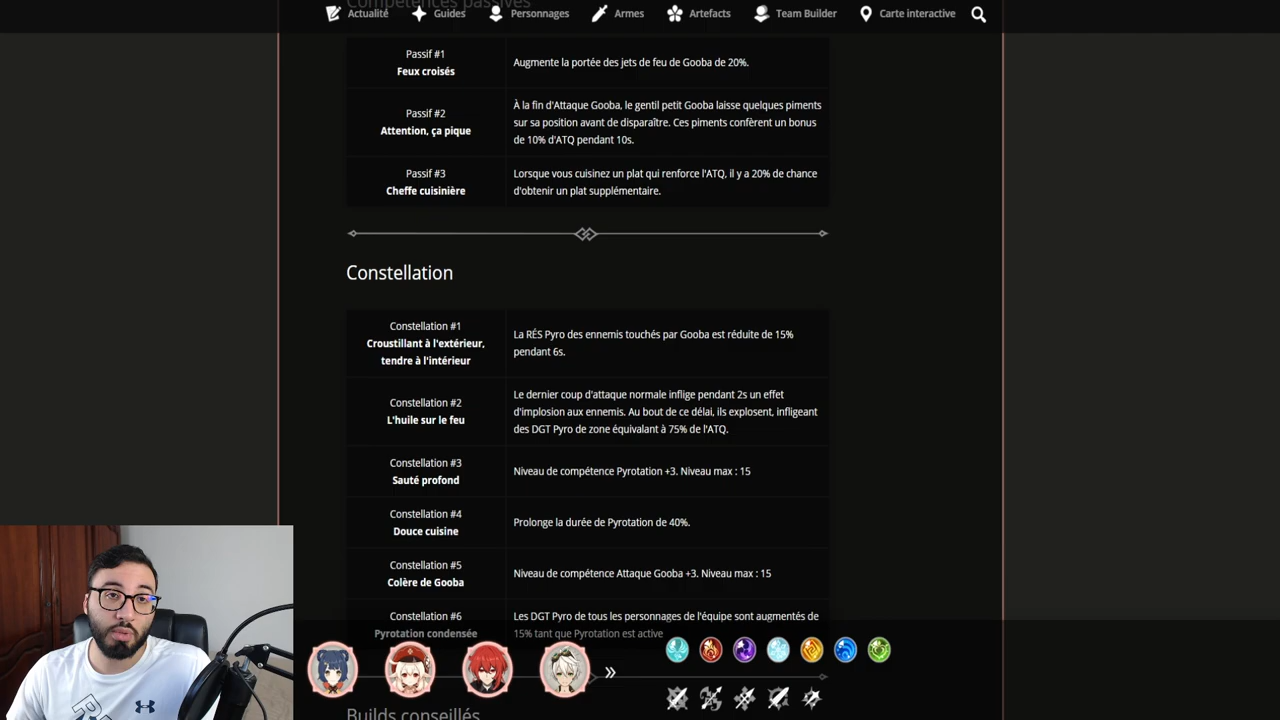 Compétences passives
Actualité Guides Personnages Armes Artefacts Team Builder Carte interactive
Passif #1
Feux croisés
Augmente la portée des jets de feu de Gooba de 20%.
Passif #2
Attention, ça pique
À la fin d'Attaque Gooba, le gentil petit Gooba laisse quelques piments
sur sa position avant de disparaître. Ces piments confèrent un bonus
de 10% d'ATQ pendant 10s.
Passif #3
Cheffe cuisinière
Lorsque vous cuisinez un plat qui renforce l'ATQ, il y a 20% de chance
d'obtenir un plat supplémentaire.
Constellation
Constellation #1
Croustillant à l'extérieur,
tendre à l'intérieur
La RÉS Pyro des ennemis touchés par Gooba est réduite de 15%
pendant 6s.
Constellation #2
L'huile sur le feu
Le dernier coup d'attaque normale inflige pendant 2s un effet
d'implosion aux ennemis. Au bout de ce délai, ils explosent, infligeant
des DGT Pyro de zone équivalant à 75% de l'ATQ.
Constellation #3
Sauté profond
Niveau de compétence Pyrotation +3. Niveau max : 15
Constellation #4
Douce cuisine
Prolonge la durée de Pyrotation de 40%.
Constellation #5
Colère de Gooba
Niveau de compétence Attaque Gooba +3. Niveau max : 15
Constellation #6
Pyrotation condensée
Les DGT Pyro de tous les personnages de l'équipe sont augmentés de
15% tant que Pyrotation est active
Builds conseillés